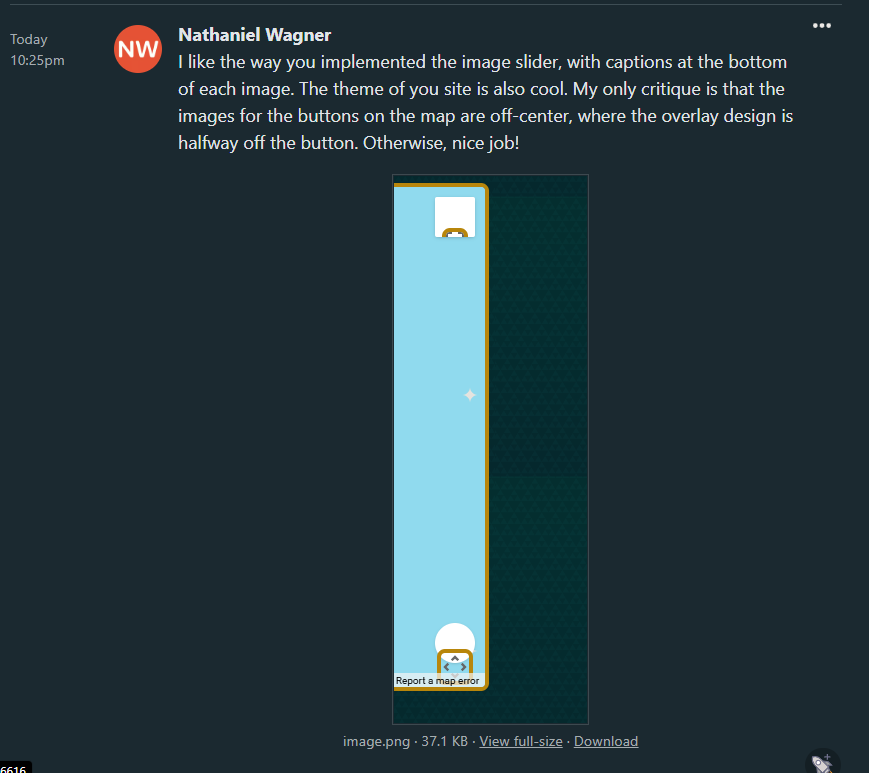 Nathaniel Wagner
Today
10:25pm
NW
I like the way you implemented the image slider, with captions at the bottom
of each image. The theme of you site is also cool. My only critique is that the
images for the buttons on the map are off-center, where the overlay design is
halfway off the button. Otherwise, nice job!
Report a map error
image.png · 37.1 KB · View full-size · Download
6616